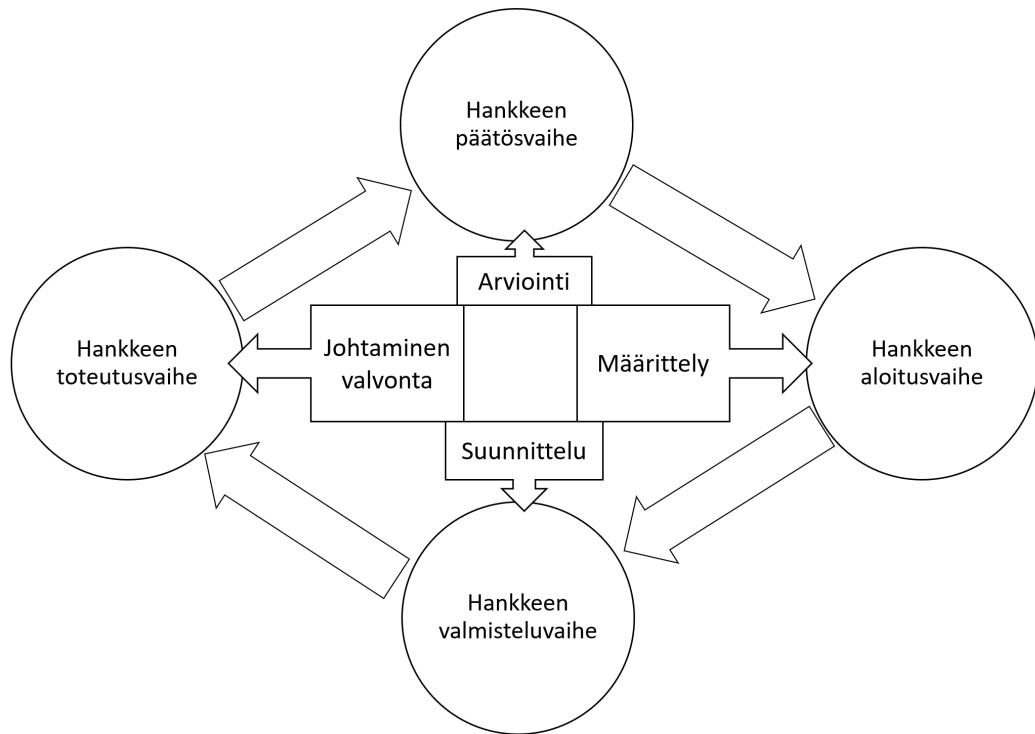 Hankkeen
päätösvaihe
Arviointi
Hankkeen
toteutusvaihe
Johtaminen
valvonta
Määrittely
Hankkeen
aloitusvaihe
Suunnittelu
Hankkeen
valmisteluvaihe